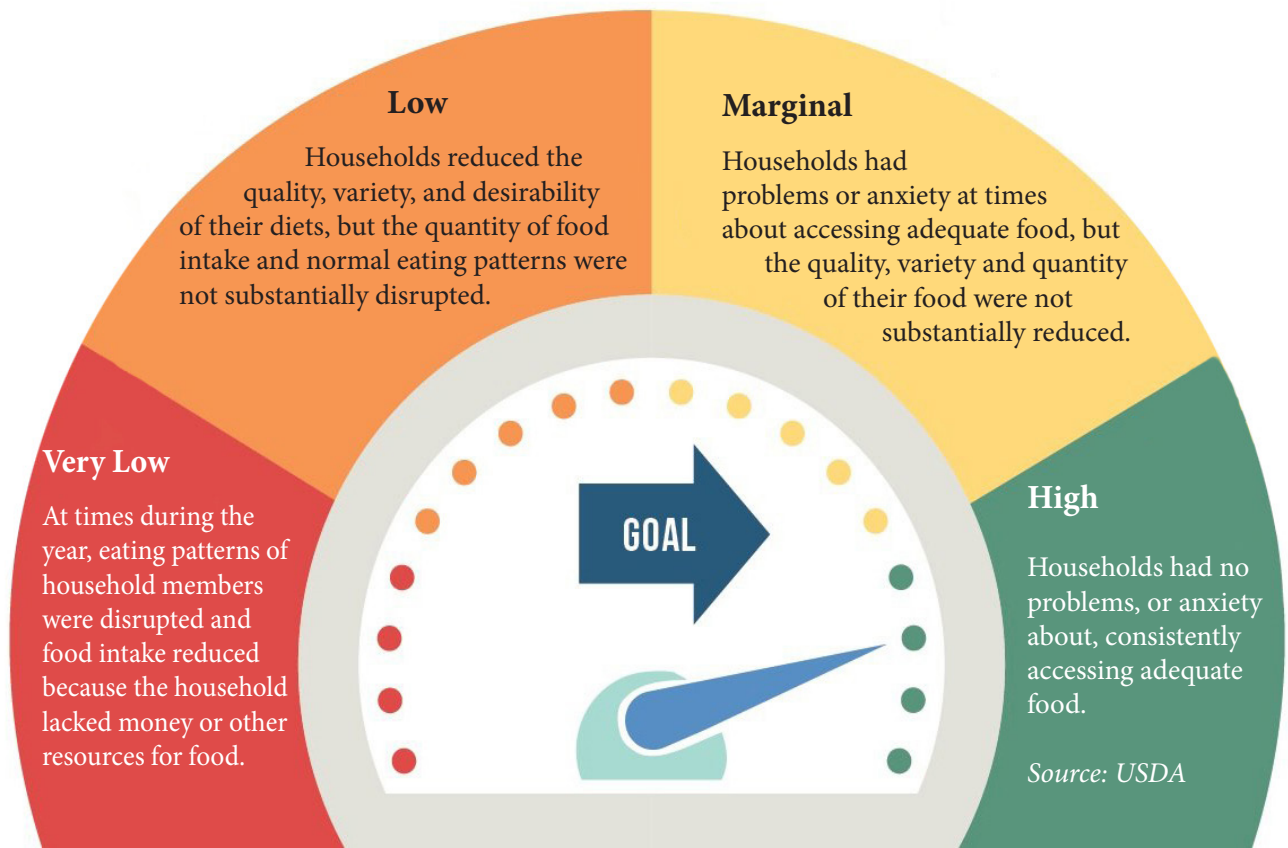 Low
Households reduced the
quality, variety, and desirability
of their diets, but the quantity of food
intake and normal eating patterns were
not substantially disrupted.
Marginal
Households had
problems or anxiety at times
about accessing adequate food, but
the quality, variety and quantity
of their food were not
substantially reduced.
Very Low
At times during the
year, eating patterns of
household members
were disrupted and
food intake reduced
because the household
lacked money or other
resources for food.
GOAL
High
Households had no
problems, or anxiety
about, consistently
accessing adequate
food.
Source: USDA